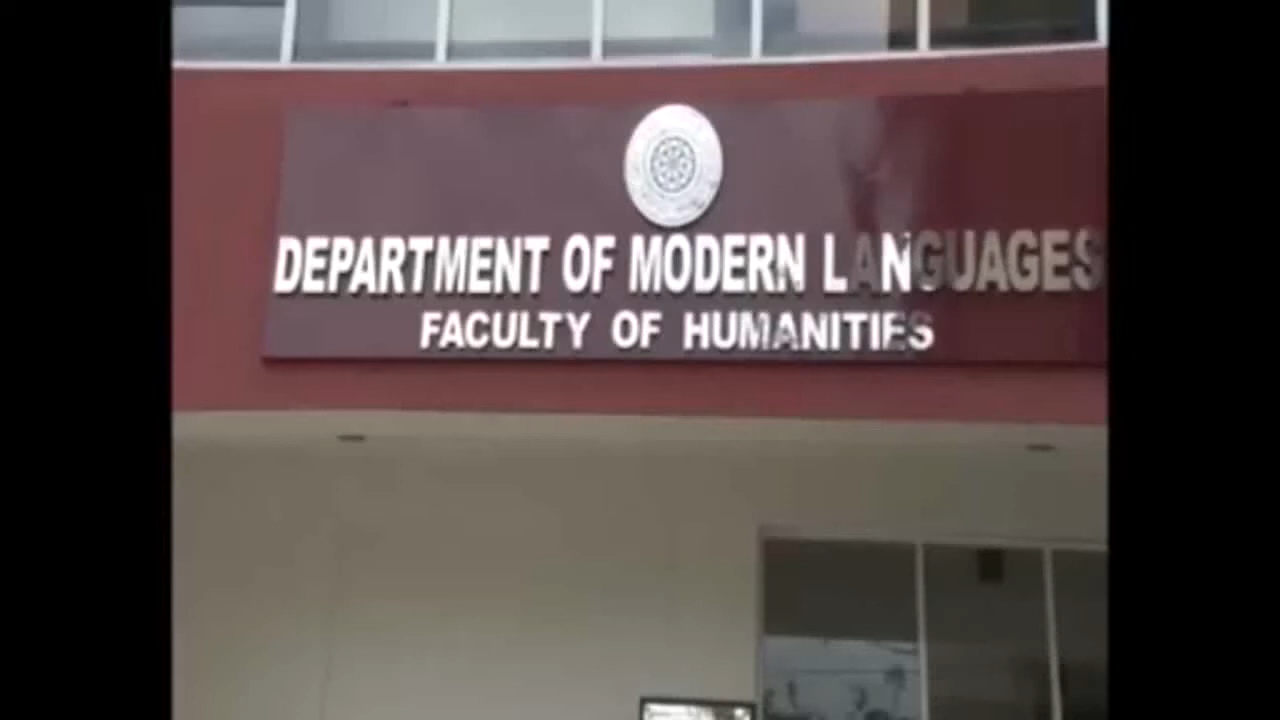 DEPARTMENT OF MODERN LANGUAGES
FACULTY OF HUMANITIES